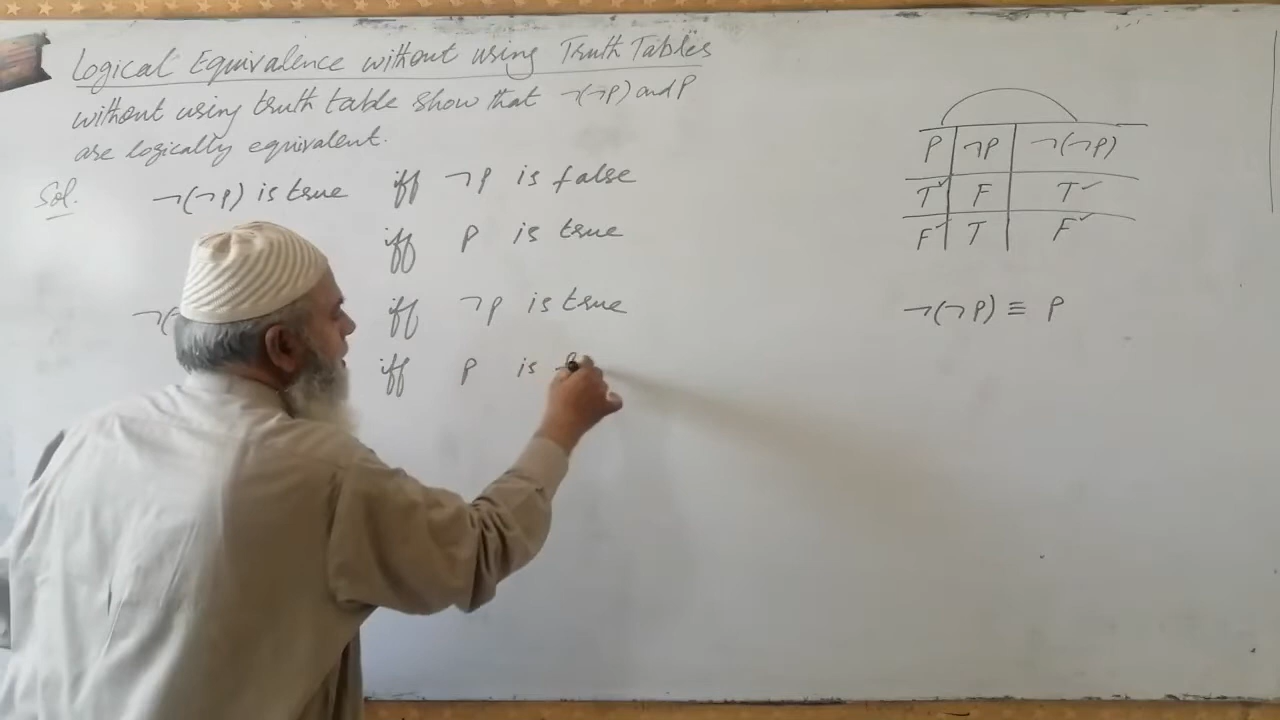 Logical Equivalence without using Truth Tables
without using truth table show that ¬(¬P) and P
are logically equivalent.
Sol.
¬(¬P) is true iff ¬P is false
iff P is true
¬( iff ¬P is true
iff P is
P ¬P ¬(¬P)
T✓ F T✓
F✓ T F✓
¬(¬P) ≡ P